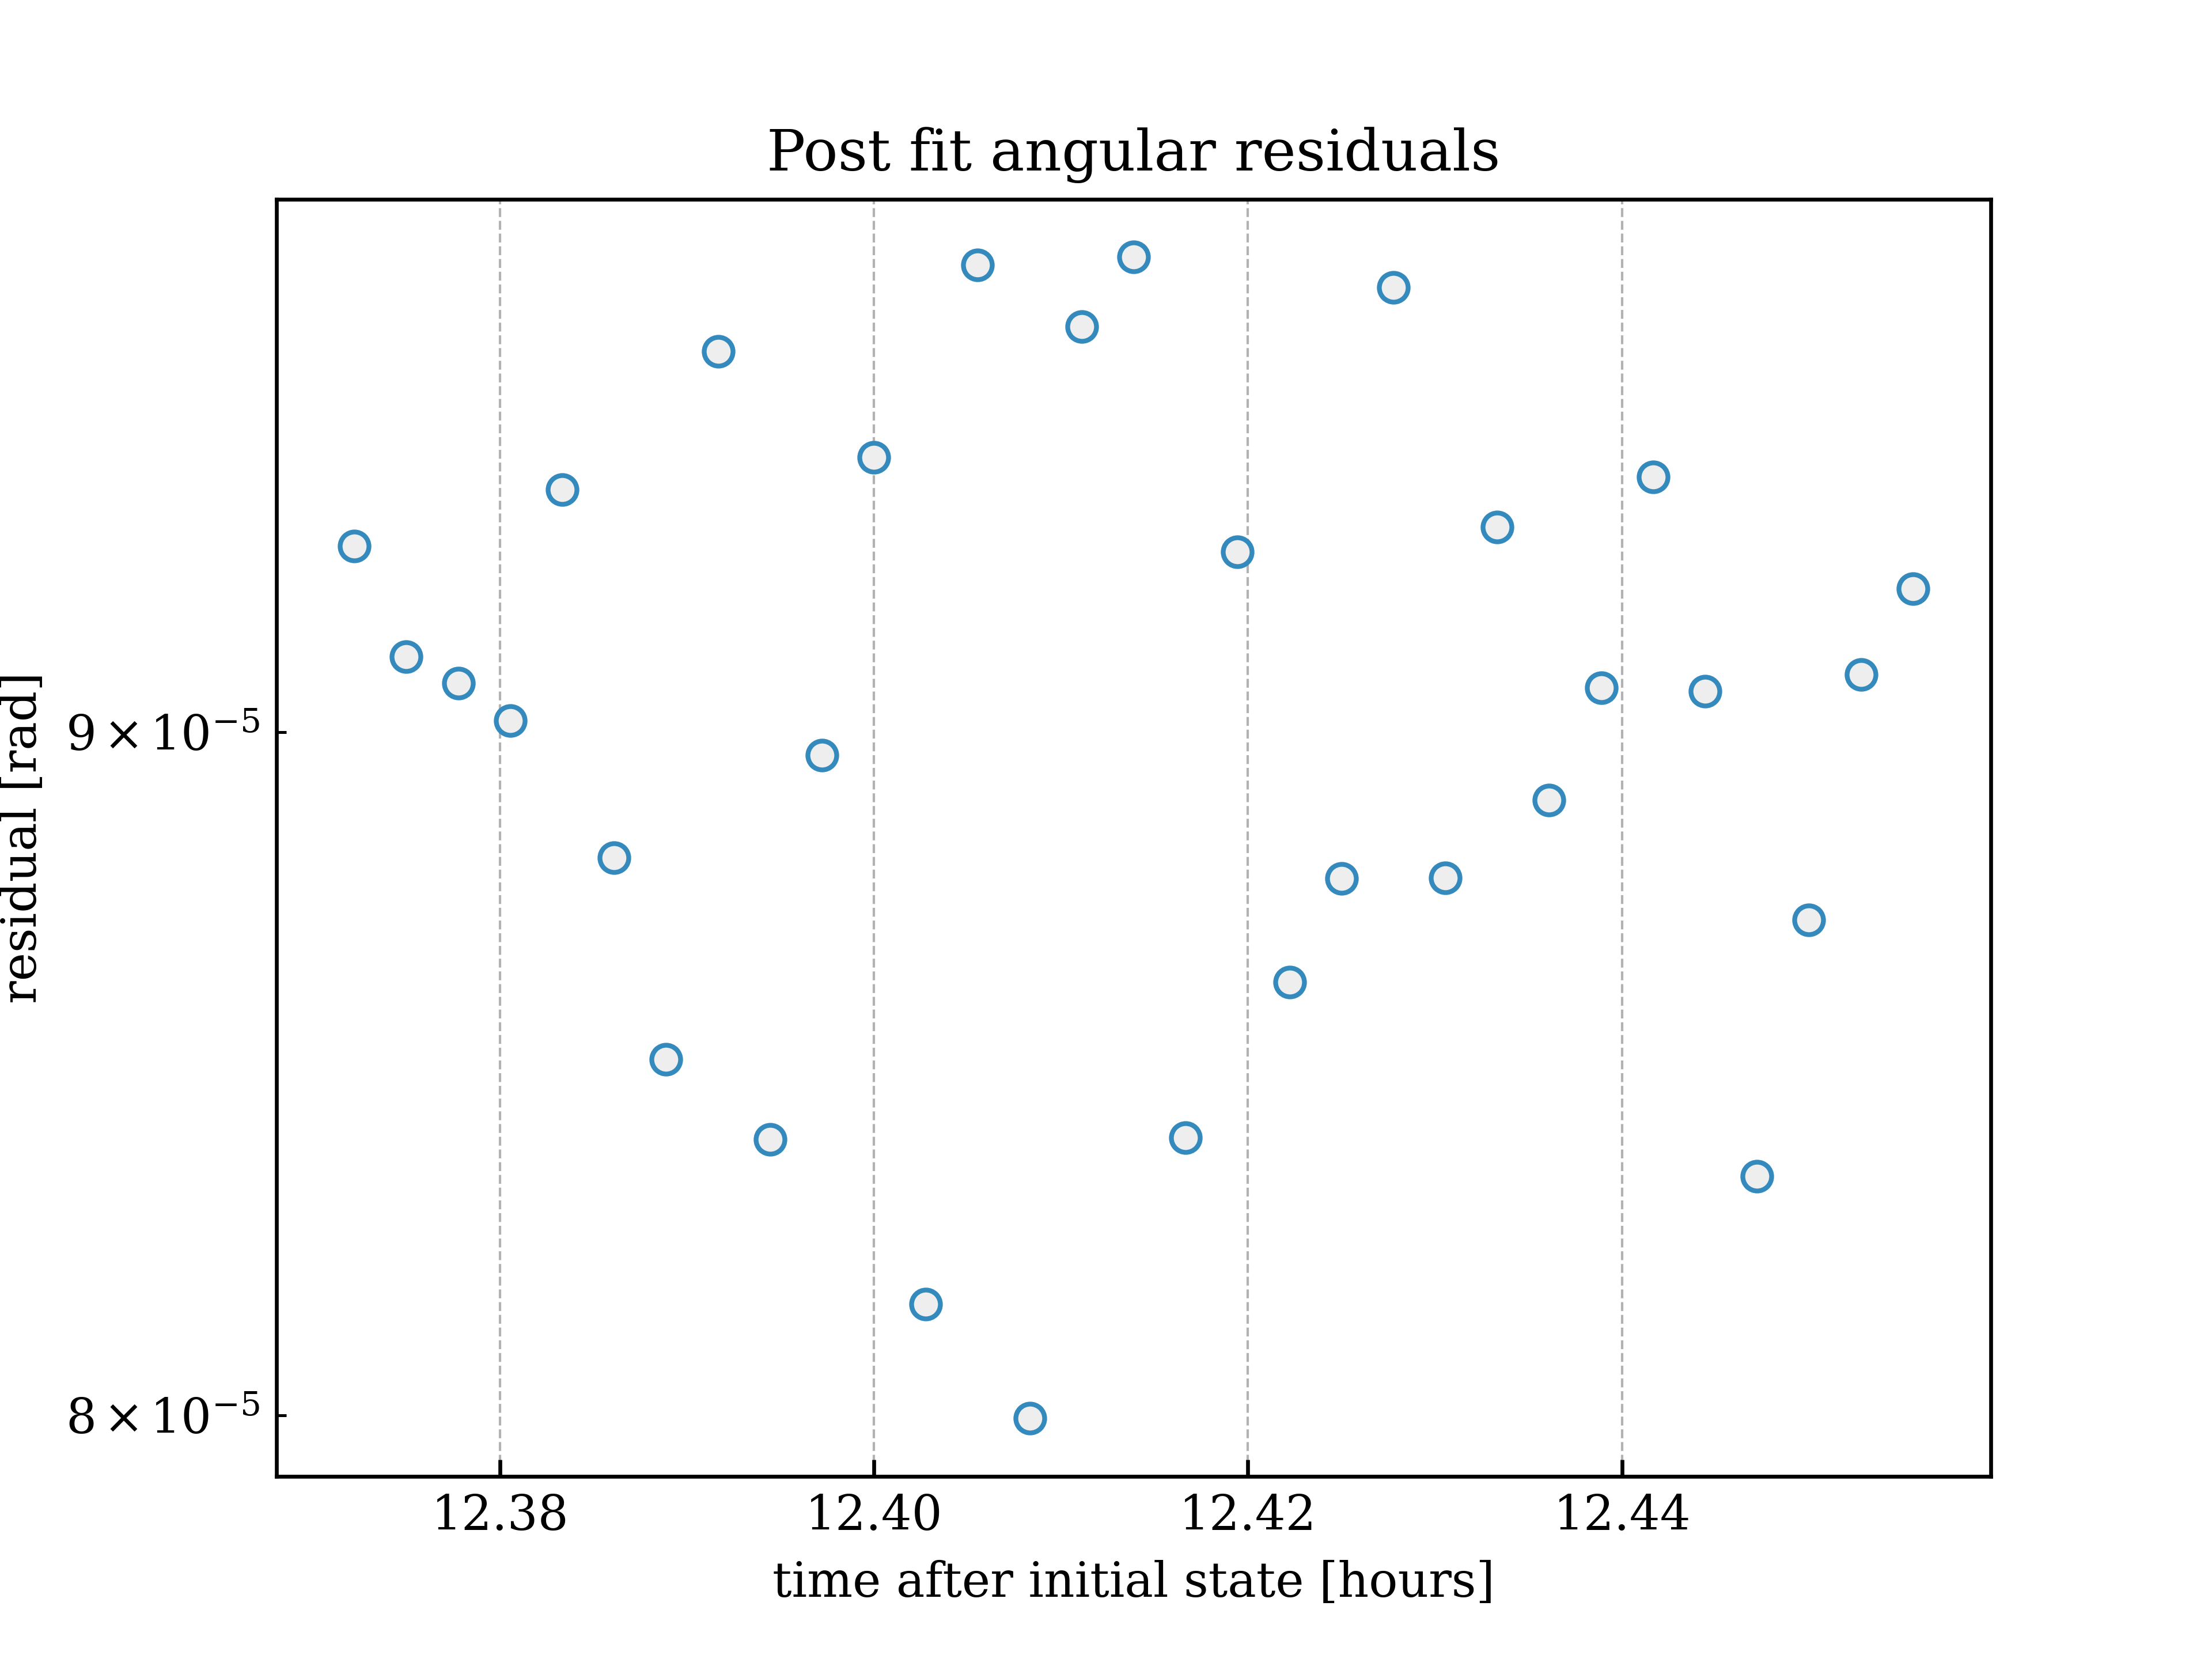 Post fit angular residuals
residual [rad]
9 × 10⁻⁵
8 × 10⁻⁵
12.38 12.40 12.42 12.44
time after initial state [hours]